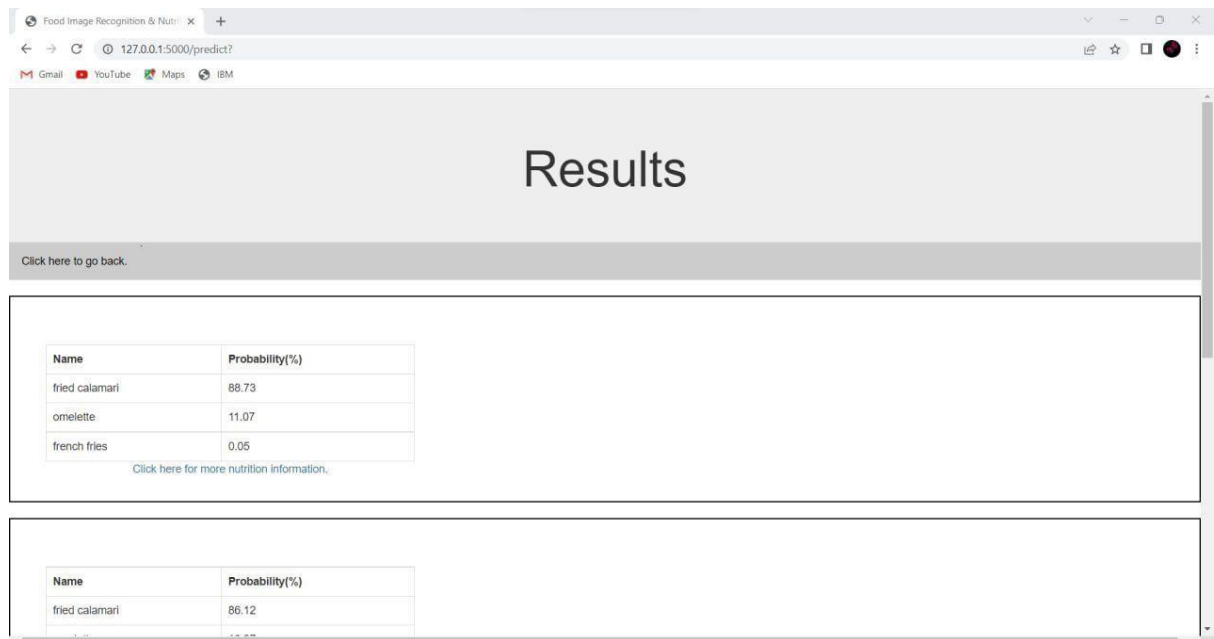 Food Image Recognition & Nutri
127.0.0.1:5000/predict?
Gmail YouTube Maps IBM
Results
Click here to go back.
Name Probability(%)
fried calamari 88.73
omelette 11.07
french fries 0.05
Click here for more nutrition information.
Name Probability(%)
fried calamari 86.12